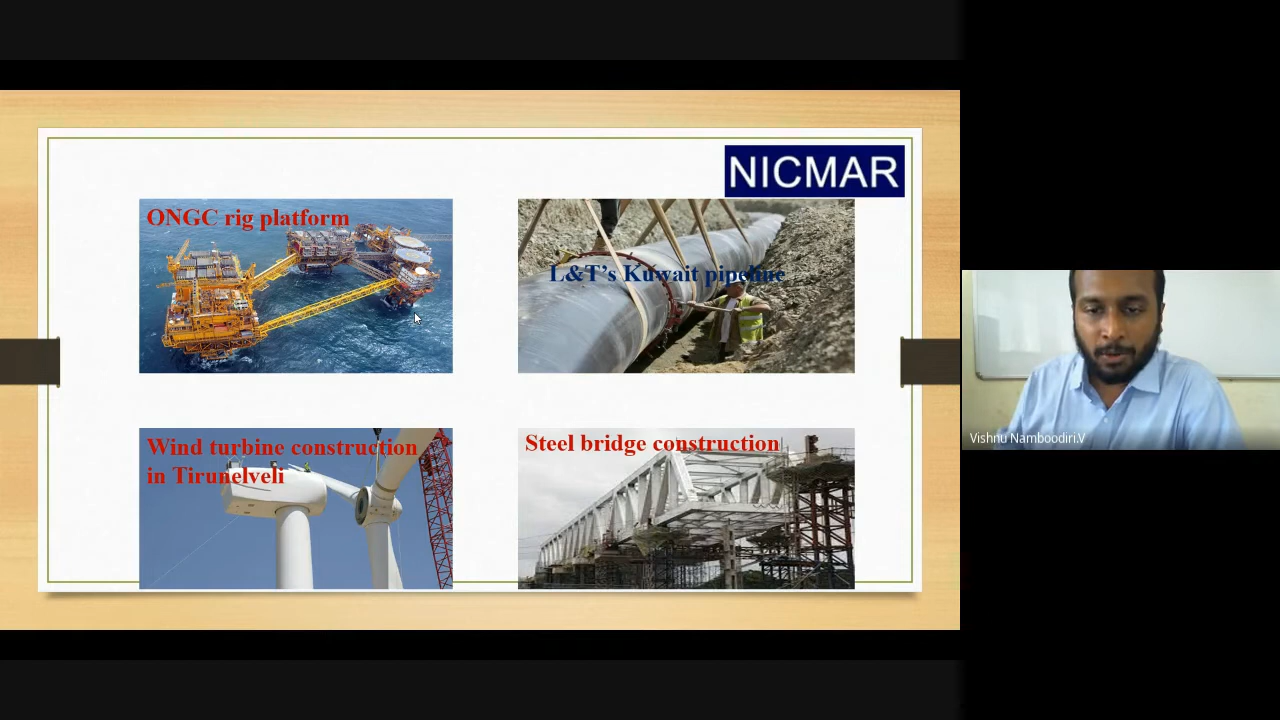 NICMAR
ONGC rig platform
L&T's Kuwait pipeline
Wind turbine construction
in Tirunelveli
Steel bridge construction
Vishnu Namboodiri.V